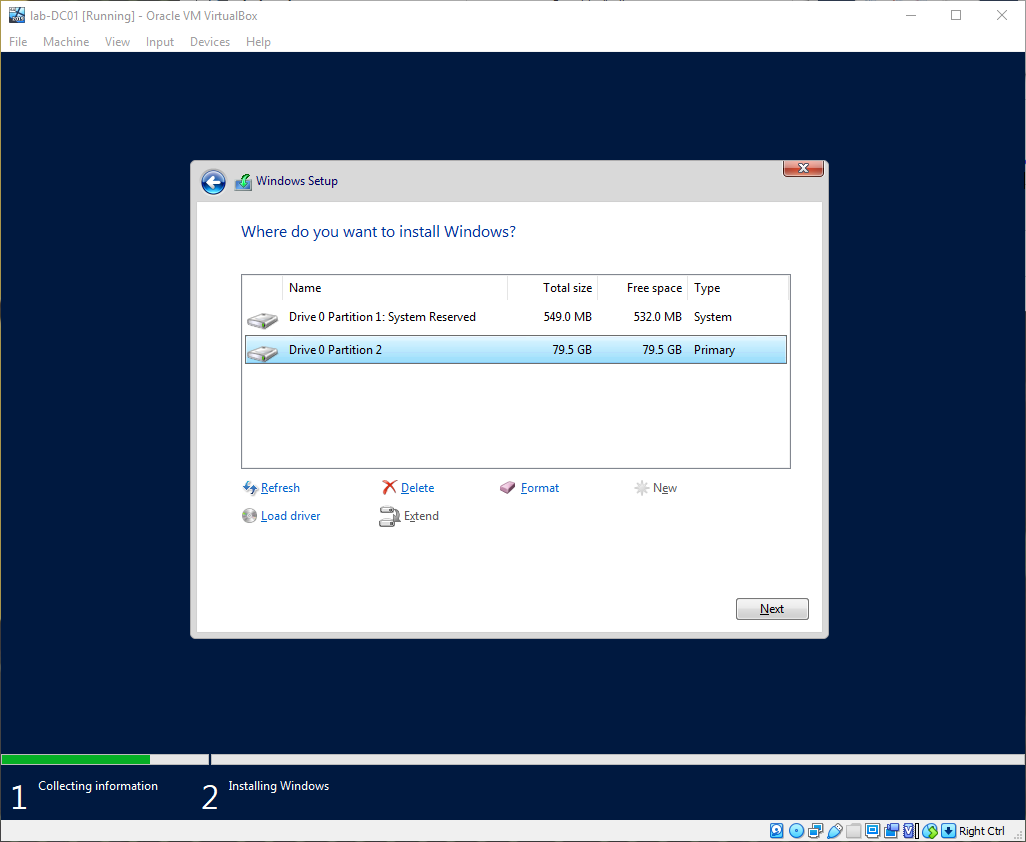 lab-DC01 [Running] - Oracle VM VirtualBox
File Machine View Input Devices Help
Windows Setup
Where do you want to install Windows?
Name Total size Free space Type
Drive 0 Partition 1: System Reserved 549.0 MB 532.0 MB System
Drive 0 Partition 2 79.5 GB 79.5 GB Primary
Refresh Delete Format New
Load driver Extend
Next
1 Collecting information 2 Installing Windows
Right Ctrl